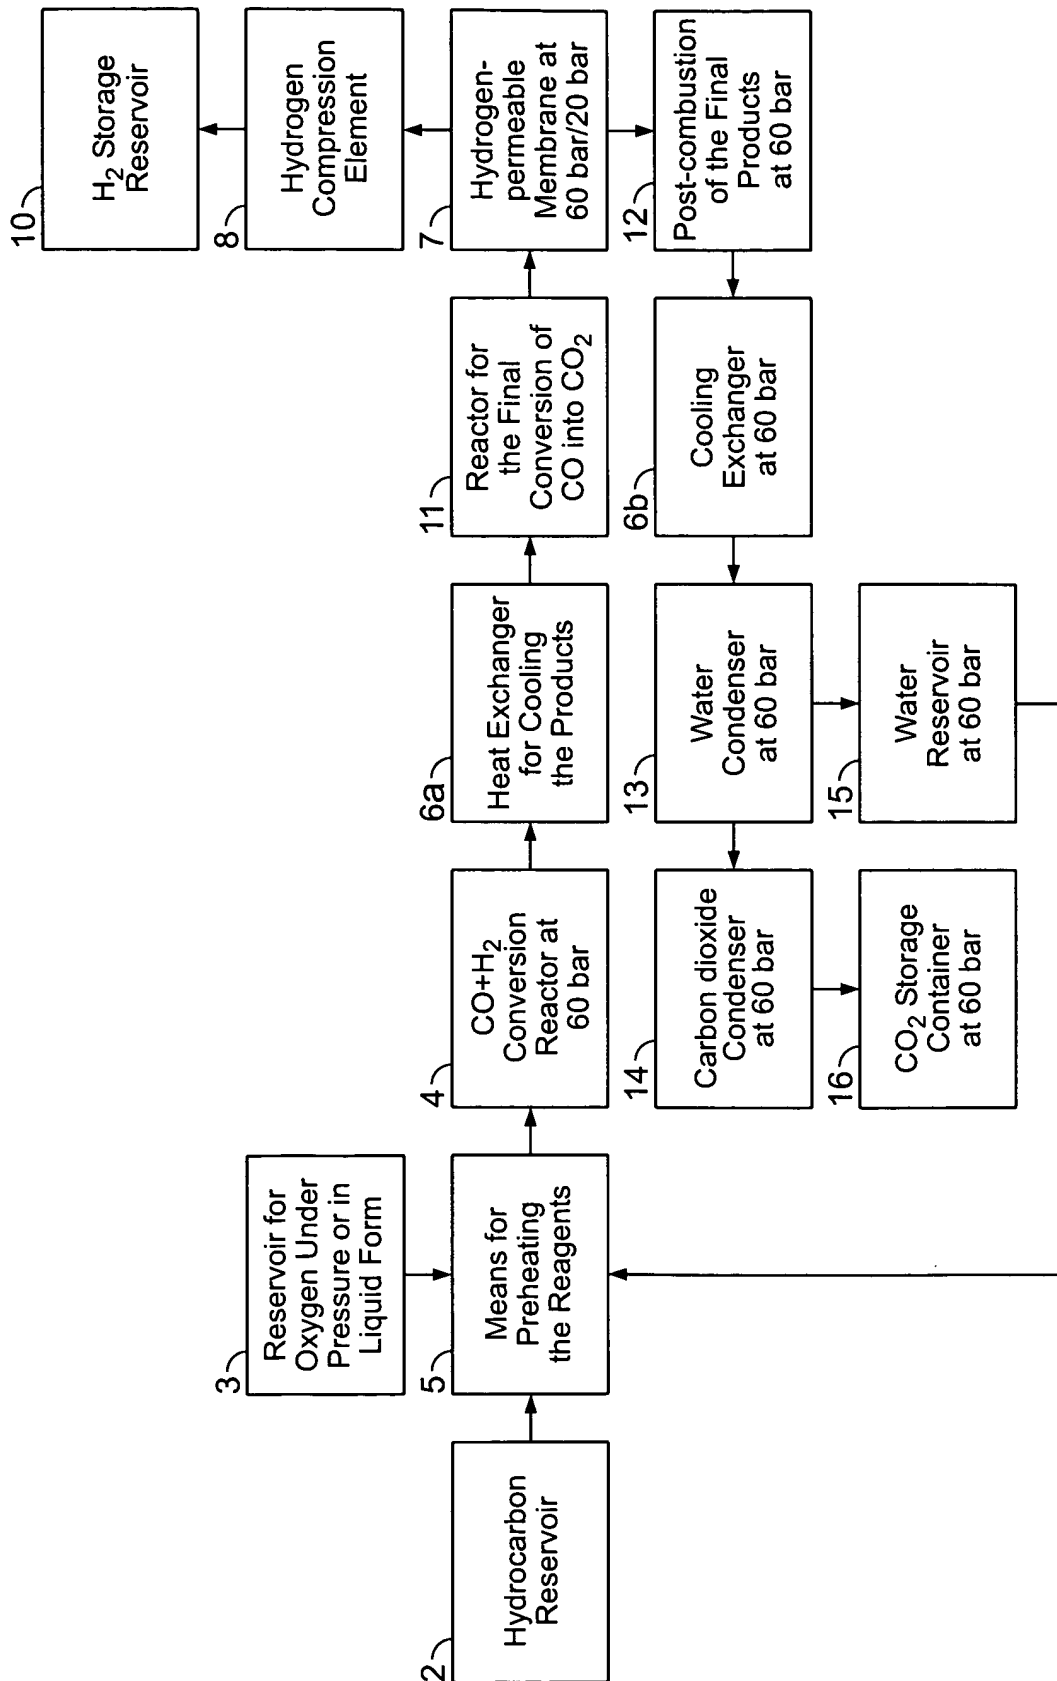 10
H2 Storage
Reservoir
8
Hydrogen
Compression
Element
3
Reservoir for
Oxygen Under
Pressure or in
Liquid Form
2
Hydrocarbon
Reservoir
5
Means for
Preheating
the Reagents
4
CO+H2
Conversion
Reactor at
60 bar
6a
Heat Exchanger
for Cooling
the Products
11
Reactor for
the Final
Conversion of
CO into CO2
7
Hydrogen-
permeable
Membrane at
60 bar/20 bar
14
Carbon dioxide
Condenser
at 60 bar
13
Water
Condenser
at 60 bar
6b
Cooling
Exchanger
at 60 bar
12
Post-combustion
of the Final
Products
at 60 bar
16
CO2 Storage
Container
at 60 bar
15
Water
Reservoir
at 60 bar